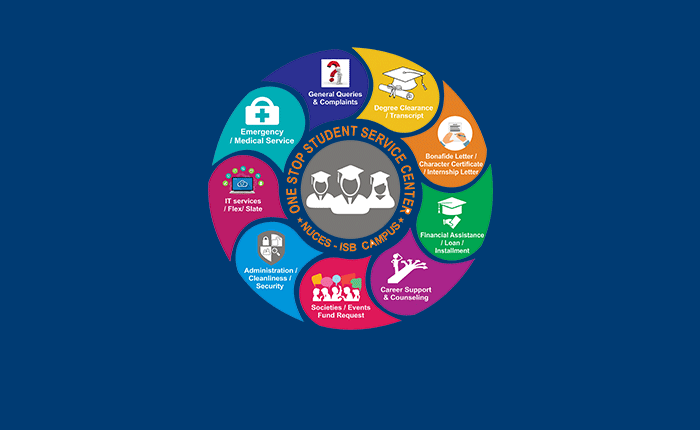 General Queries
& Complaints
Degree Clearance
/ Transcript
Bonafide Letter /
Character Certificate
/ Internship Letter
Financial Assistance
/ Loan /
Installment
Career Support
& Counseling
Societies / Events
Fund Request
Administration /
Cleanliness /
Security
IT services
/ Flex/ Slate
Emergency
/ Medical Service
ONE STOP STUDENT SERVICE CENTER
NUCES - ISB CAMPUS